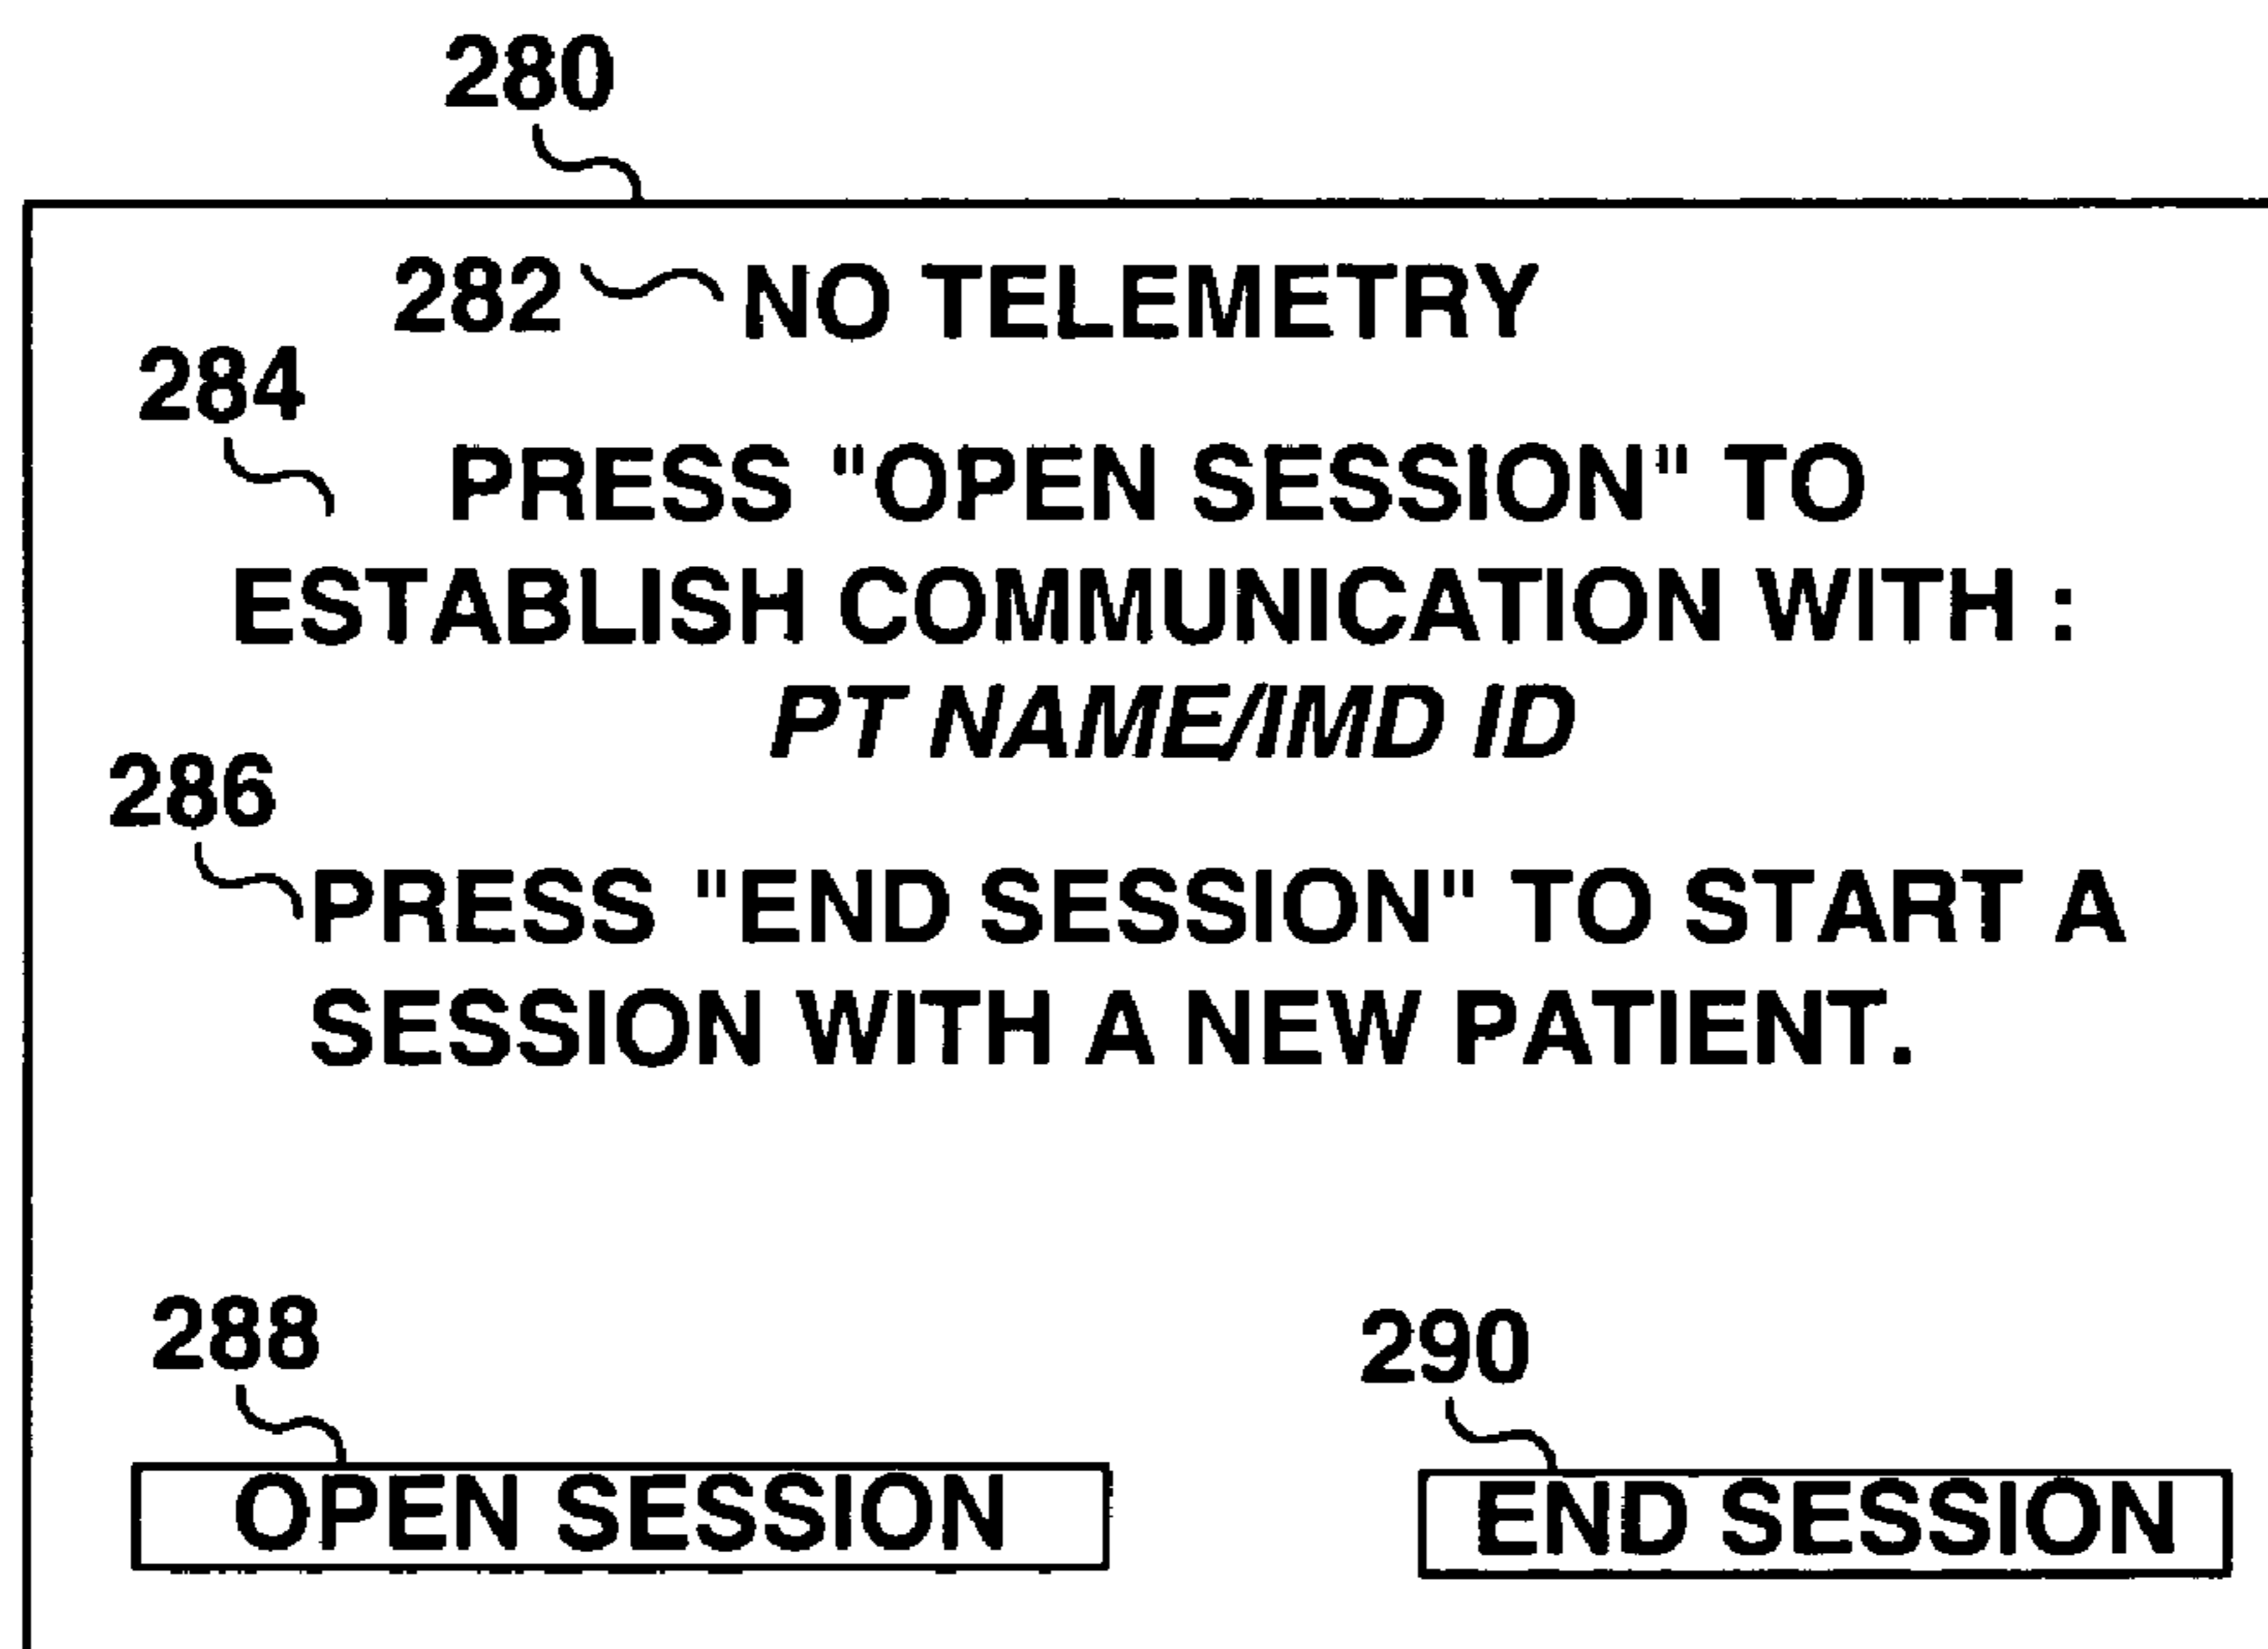 280
282 NO TELEMETRY
284
PRESS "OPEN SESSION" TO
ESTABLISH COMMUNICATION WITH :
PT NAME/IMD ID
286
PRESS "END SESSION" TO START A
SESSION WITH A NEW PATIENT.
288
290
OPEN SESSION
END SESSION